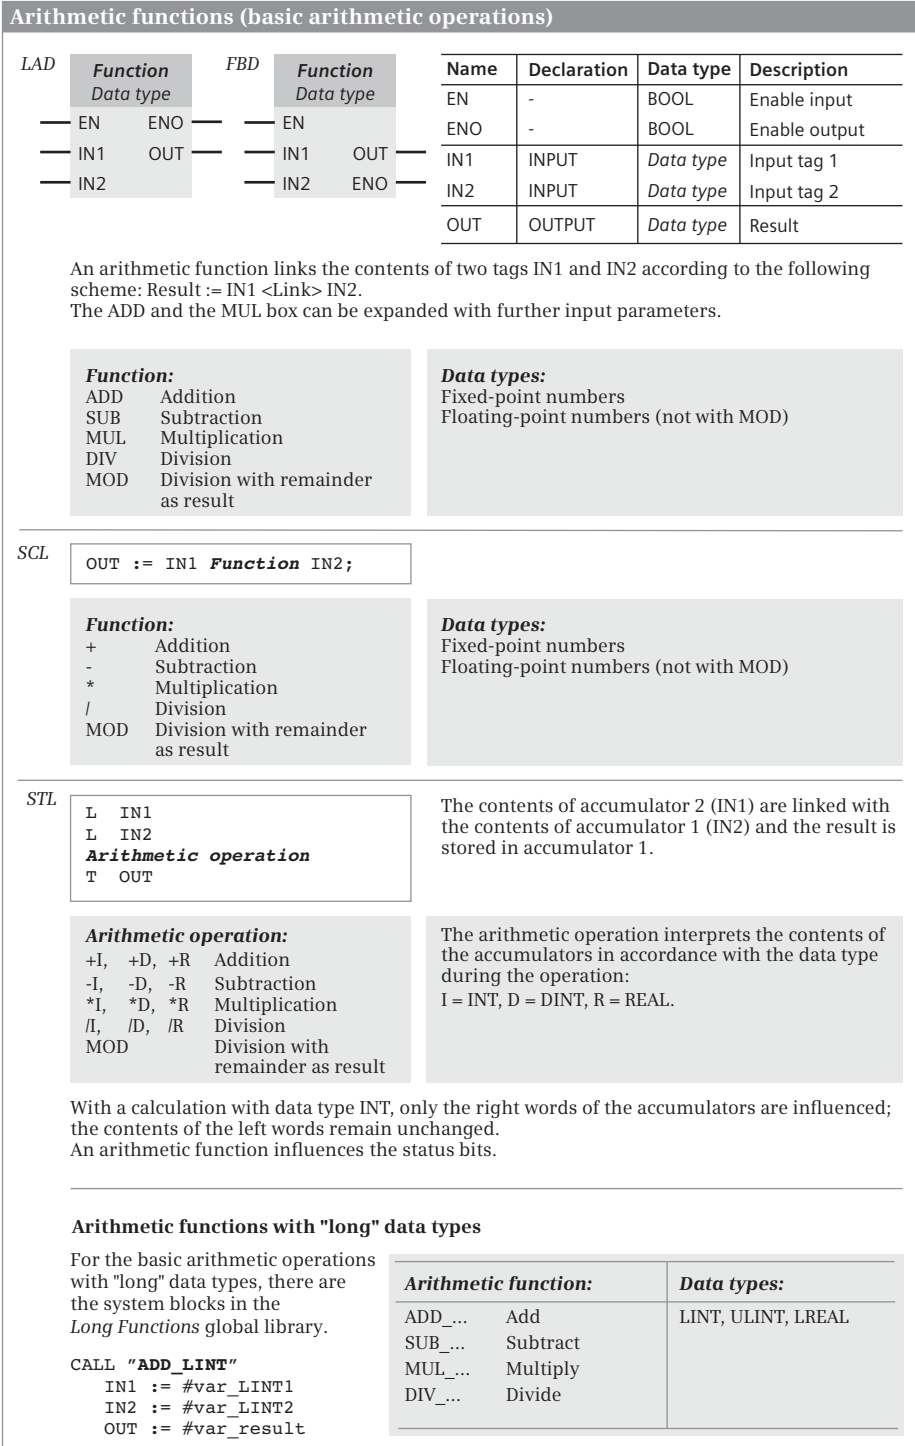 Arithmetic functions (basic arithmetic operations)
LAD
Function
Data type
EN ENO
IN1 OUT
IN2
FBD
Function
Data type
EN
IN1 OUT
IN2 ENO
Name Declaration Data type Description
EN - BOOL Enable input
ENO - BOOL Enable output
IN1 INPUT Data type Input tag 1
IN2 INPUT Data type Input tag 2
OUT OUTPUT Data type Result
An arithmetic function links the contents of two tags IN1 and IN2 according to the following
scheme: Result := IN1 <Link> IN2.
The ADD and the MUL box can be expanded with further input parameters.
Function:
ADD Addition
SUB Subtraction
MUL Multiplication
DIV Division
MOD Division with remainder
as result
Data types:
Fixed-point numbers
Floating-point numbers (not with MOD)
SCL
OUT := IN1 Function IN2;
Function:
+ Addition
- Subtraction
* Multiplication
/ Division
MOD Division with remainder
as result
Data types:
Fixed-point numbers
Floating-point numbers (not with MOD)
STL
L IN1
L IN2
Arithmetic operation
T OUT
The contents of accumulator 2 (IN1) are linked with
the contents of accumulator 1 (IN2) and the result is
stored in accumulator 1.
Arithmetic operation:
+I, +D, +R Addition
-I, -D, -R Subtraction
*I, *D, *R Multiplication
/I, /D, /R Division
MOD Division with
remainder as result
The arithmetic operation interprets the contents of
the accumulators in accordance with the data type
during the operation:
I = INT, D = DINT, R = REAL.
With a calculation with data type INT, only the right words of the accumulators are influenced;
the contents of the left words remain unchanged.
An arithmetic function influences the status bits.
Arithmetic functions with "long" data types
For the basic arithmetic operations
with "long" data types, there are
the system blocks in the
Long Functions global library.
CALL "ADD_LINT"
IN1 := #var_LINT1
IN2 := #var_LINT2
OUT := #var_result
Arithmetic function: Data types:
ADD_... Add LINT, ULINT, LREAL
SUB_... Subtract
MUL_... Multiply
DIV_... Divide